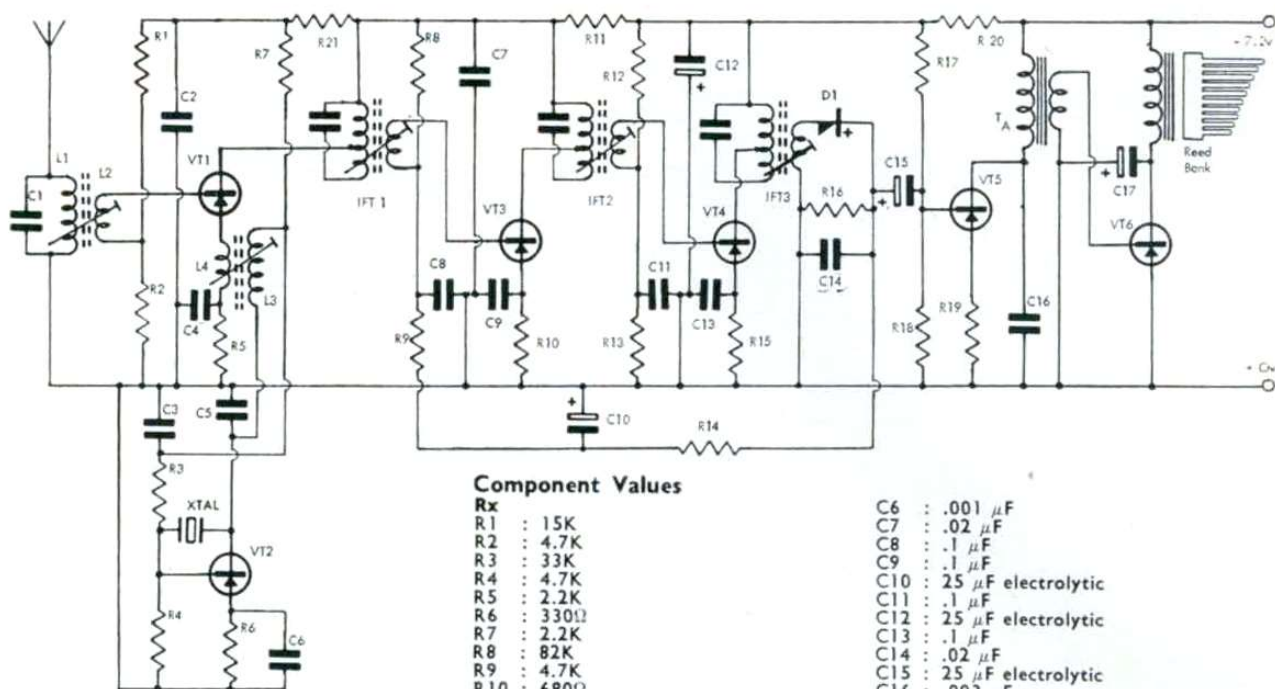 R1
R21
R8
R11
R20
+ 7.2v
R7
C7
C12
R17
C2
R12
D1
T A
L1
L2
VT1
C15
Reed
Bank
C1
IFT 1
IFT2
IFT3
R16
VT5
C17
VT3
VT4
VT6
R2
L4
L3
C8
C11
C14
C4
C9
C13
R19
C16
R5
R9
R10
R13
R15
R18
C3
C5
+
C10
R14
R3
XTAL
VT2
R4
R6
C6
Component Values
Rx
R1 : 15K
R2 : 4.7K
R3 : 33K
R4 : 4.7K
R5 : 2.2K
R6 : 330Ω
R7 : 2.2K
R8 : 82K
R9 : 4.7K
R10 : 680Ω
C6 : .001 μF
C7 : .02 μF
C8 : .1 μF
C9 : .1 μF
C10 : 25 μF electrolytic
C11 : .1 μF
C12 : 25 μF electrolytic
C13 : .1 μF
C14 : .02 μF
C15 : 25 μF electrolytic
C16 : .002 μF